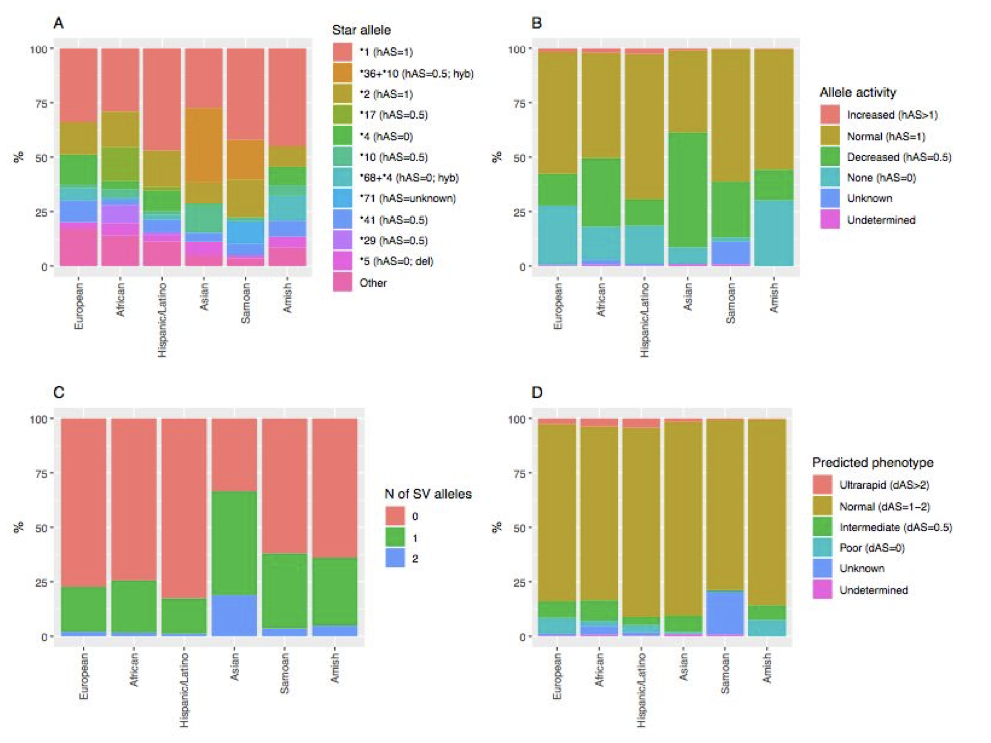 A
100
75
50
25
0
%
European
African
Hispanic/Latino
Asian
Samoan
Amish
Star allele
*1 (hAS=1)
*36+*10 (hAS=0.5; hyb)
*2 (hAS=1)
*17 (hAS=0.5)
*4 (hAS=0)
*10 (hAS=0.5)
*68+*4 (hAS=0; hyb)
*71 (hAS=unknown)
*41 (hAS=0.5)
*29 (hAS=0.5)
*5 (hAS=0; del)
Other
B
100
75
50
25
0
%
European
African
Hispanic/Latino
Asian
Samoan
Amish
Allele activity
Increased (hAS>1)
Normal (hAS=1)
Decreased (hAS=0.5)
None (hAS=0)
Unknown
Undetermined
C
100
75
50
25
0
%
European
African
Hispanic/Latino
Asian
Samoan
Amish
N of SV alleles
0
1
2
D
100
75
50
25
0
%
European
African
Hispanic/Latino
Asian
Samoan
Amish
Predicted phenotype
Ultrarapid (dAS>2)
Normal (dAS=1-2)
Intermediate (dAS=0.5)
Poor (dAS=0)
Unknown
Undetermined